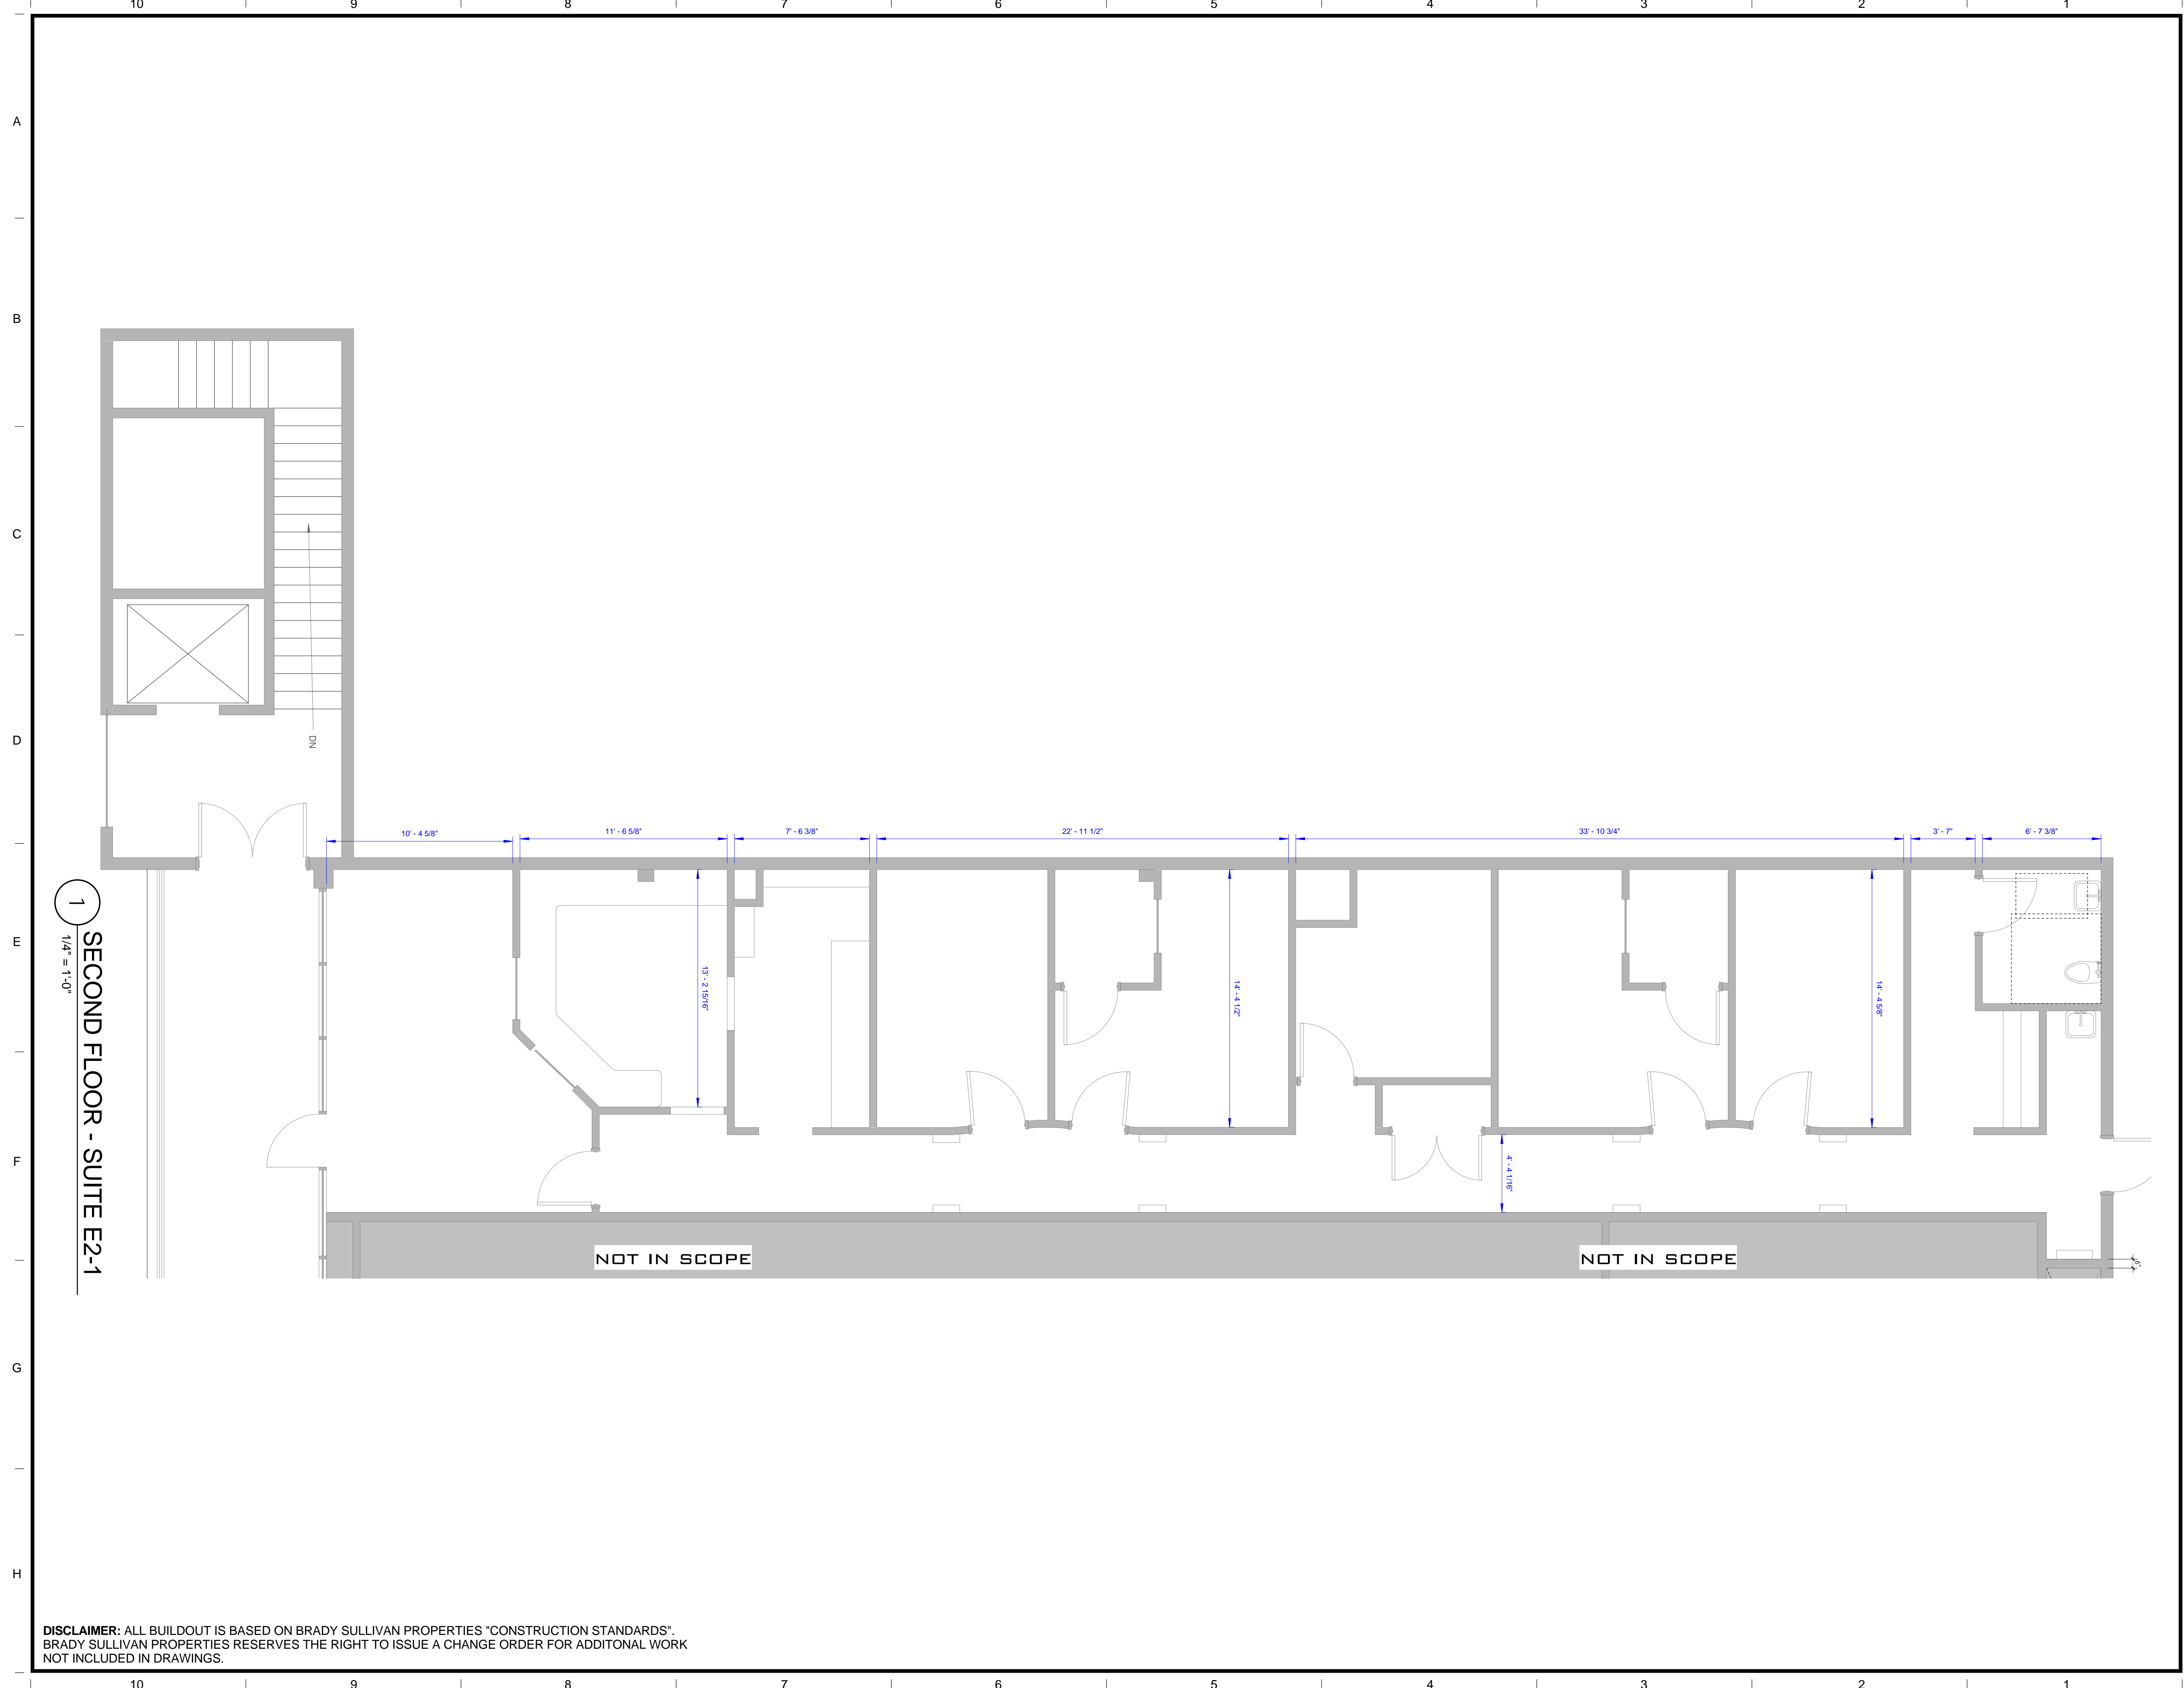 10 9 8 7 6 5 4 3 2 1
A
B
C
D
E
F
G
H
DN
10' - 4 5/8"
11' - 6 5/8"
7' - 6 3/8"
22' - 11 1/2"
33' - 10 3/4"
3' - 7"
6' - 7 3/8"
13' - 2 15/16"
14' - 4 1/2"
14' - 4 5/8"
4' - 4 1/16"
6"
1
SECOND FLOOR - SUITE E2-1
1/4" = 1'-0"
NOT IN SCOPE
NOT IN SCOPE
DISCLAIMER: ALL BUILDOUT IS BASED ON BRADY SULLIVAN PROPERTIES "CONSTRUCTION STANDARDS".
BRADY SULLIVAN PROPERTIES RESERVES THE RIGHT TO ISSUE A CHANGE ORDER FOR ADDITONAL WORK
NOT INCLUDED IN DRAWINGS.
10 9 8 7 6 5 4 3 2 1